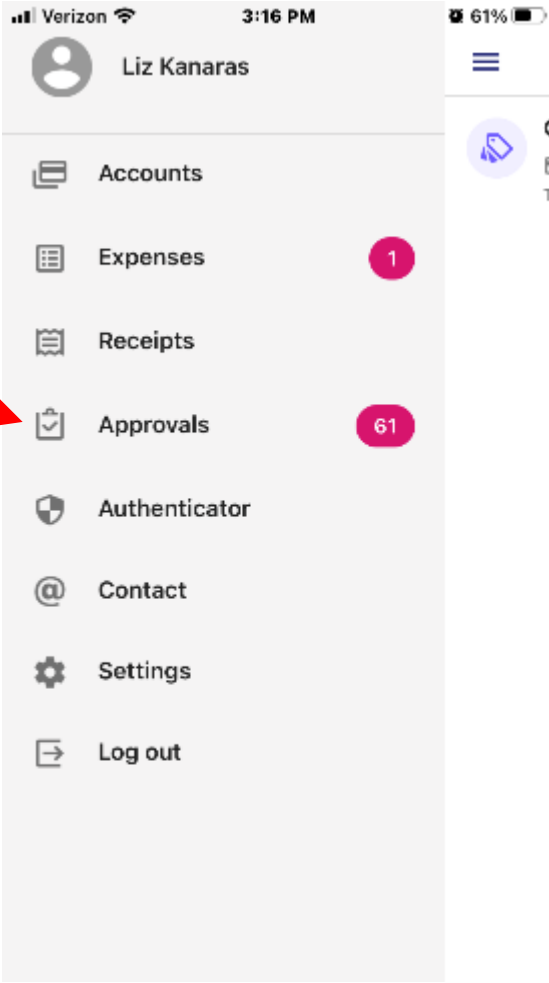 Verizon 3:16 PM 61%
Liz Kanaras
Accounts
Expenses 1
Receipts
Approvals 61
Authenticator
@ Contact
Settings
Log out